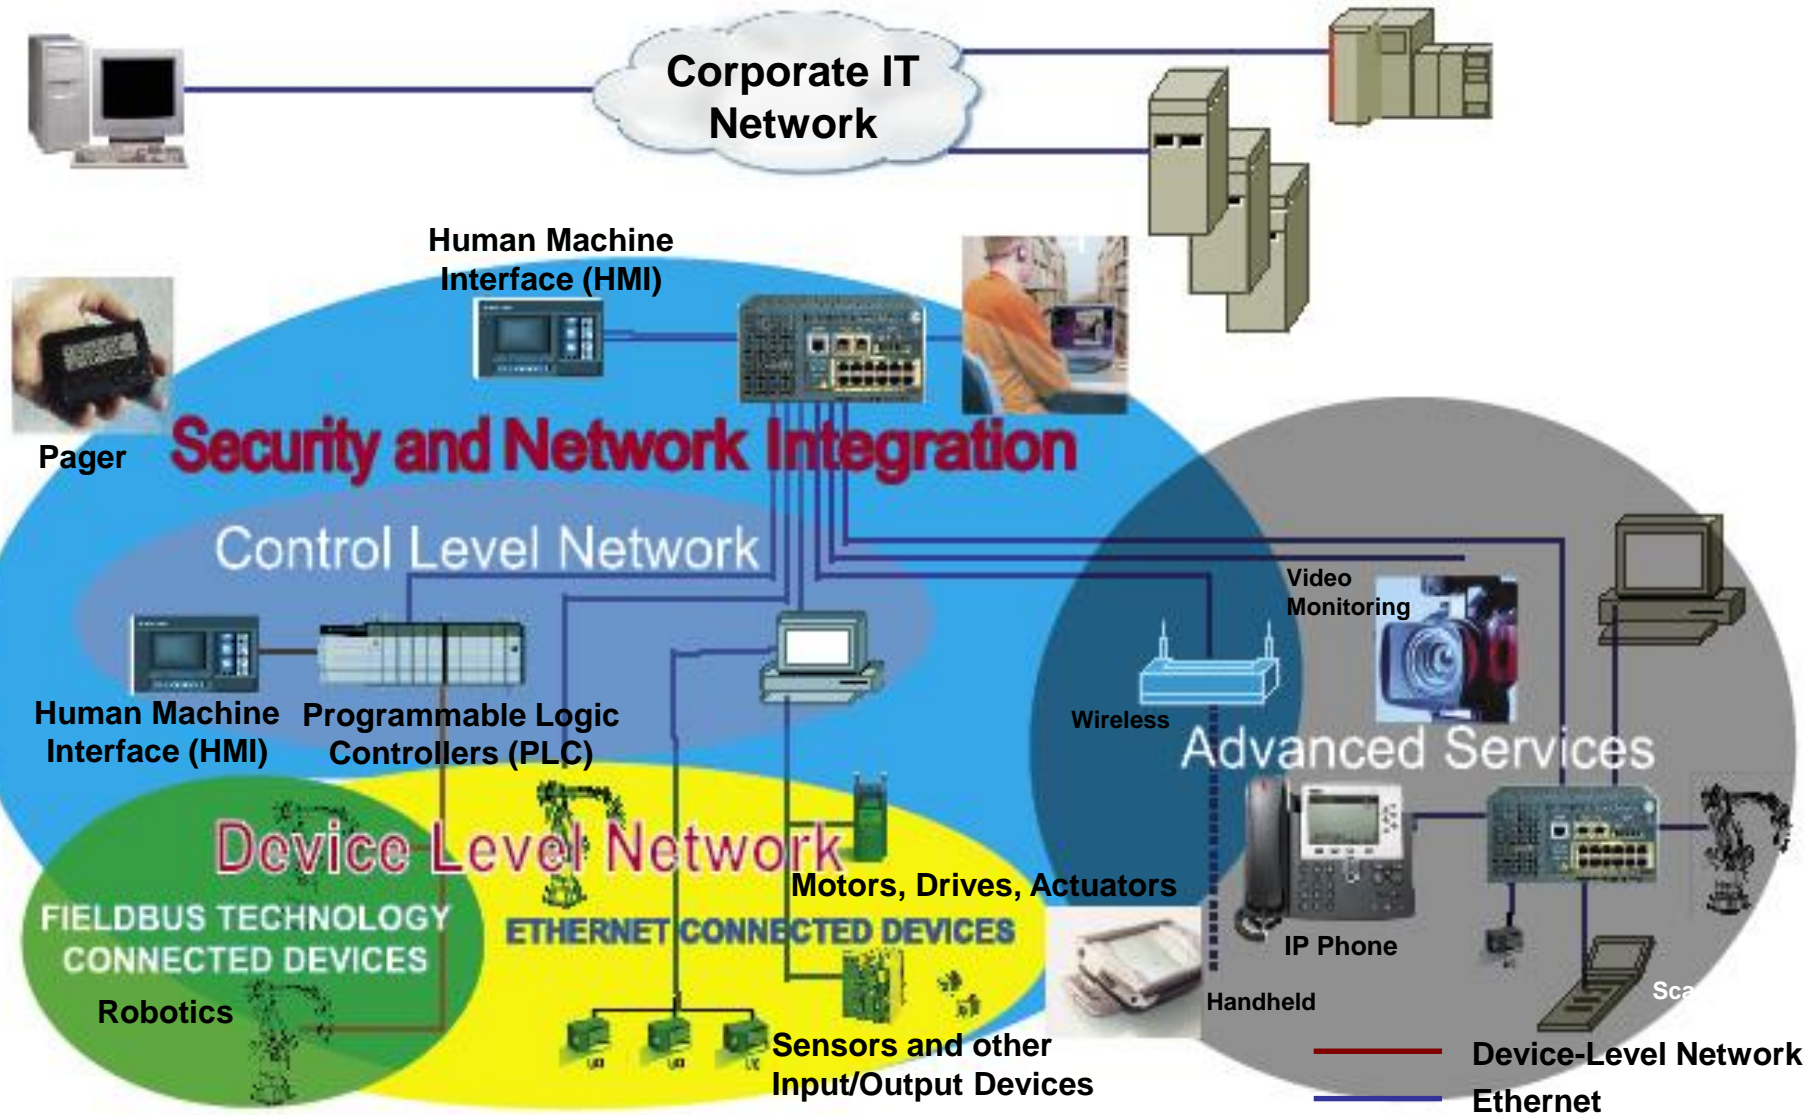 Corporate IT
Network
Human Machine
Interface (HMI)
Pager
Security and Network Integration
Control Level Network
Video
Monitoring
Human Machine
Interface (HMI)
Programmable Logic
Controllers (PLC)
Wireless
Advanced Services
Device Level Network
Motors, Drives, Actuators
FIELDBUS TECHNOLOGY
CONNECTED DEVICES
ETHERNET CONNECTED DEVICES
IP Phone
Robotics
Handheld
Sca
Sensors and other
Input/Output Devices
I/O
I/O
I/O
Device-Level Network
Ethernet